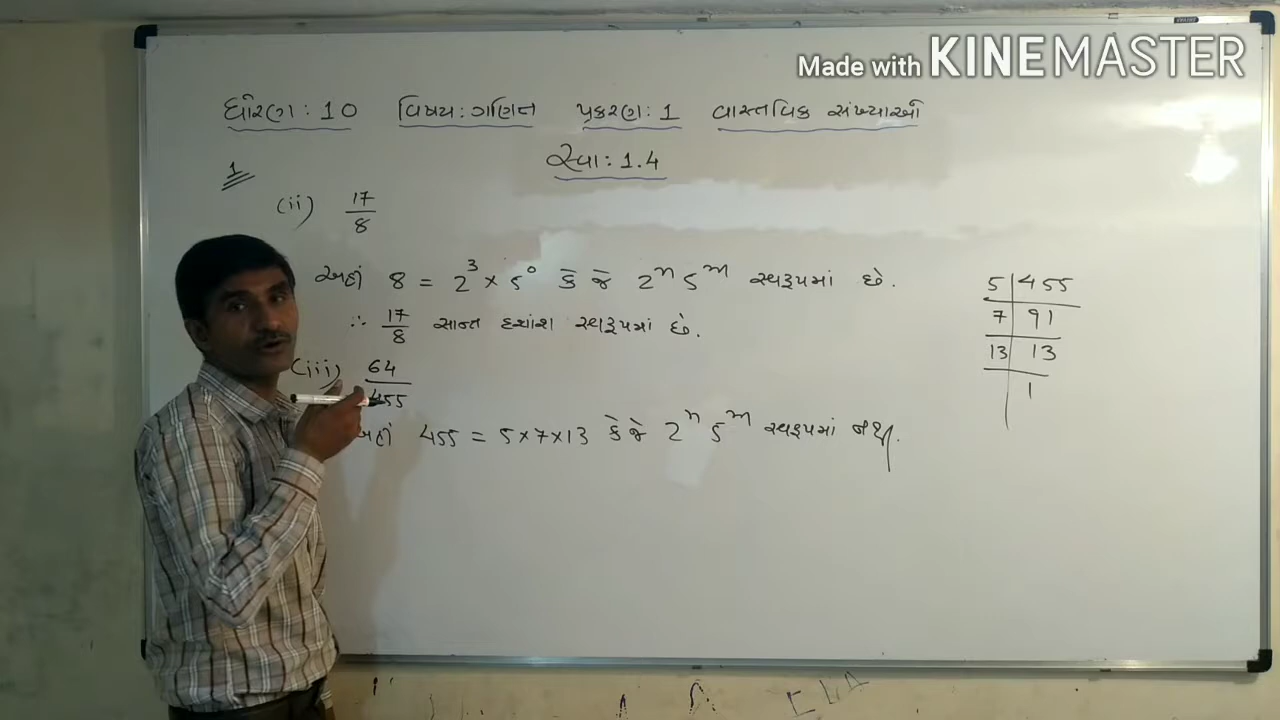 Made with KINEMASTER
ધોરણ : 10 વિષય : ગણિત પ્રકરણ : 1 વાસ્તવિક સંખ્યાઓ
સ્વા : 1.4
1
(ii) 17/8
અહીં 8 = 2³ × 5⁰ કે જે 2ⁿ 5ᵐ સ્વરૂપમાં છે.
∴ 17/8 સાન્ત દશાંશ સ્વરૂપમાં છે.
(iii) 64/455
અહીં 455 = 5 × 7 × 13 કે જે 2ⁿ 5ᵐ સ્વરૂપમાં નથી.
5 | 455
7 | 91
13 | 13
1